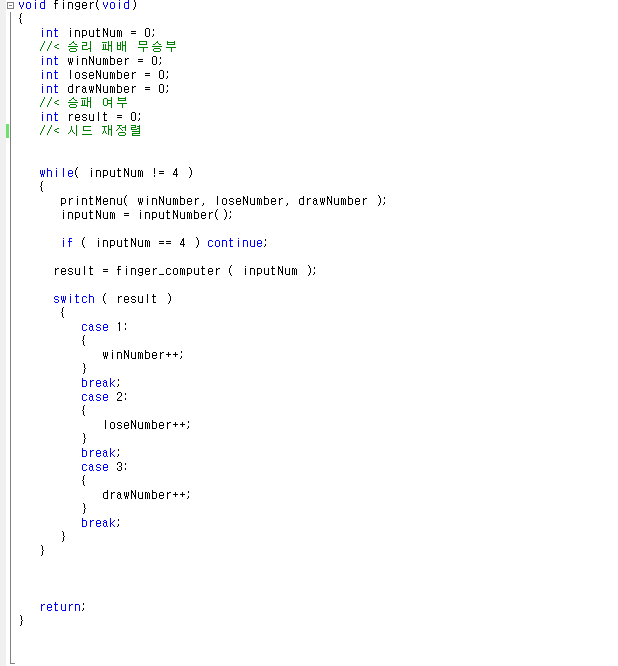 void finger(void)
{
int inputNum = 0;
//< 승리 패배 무승부
int winNumber = 0;
int loseNumber = 0;
int drawNumber = 0;
//< 승패 여부
int result = 0;
//< 시드 재정렬
while( inputNum != 4 )
{
printMenu( winNumber, loseNumber, drawNumber );
inputNum = inputNumber();
if ( inputNum == 4 ) continue;
result = finger_computer ( inputNum );
switch ( result )
{
case 1:
{
winNumber++;
}
break;
case 2:
{
loseNumber++;
}
break;
case 3:
{
drawNumber++;
}
break;
}
}
return;
}